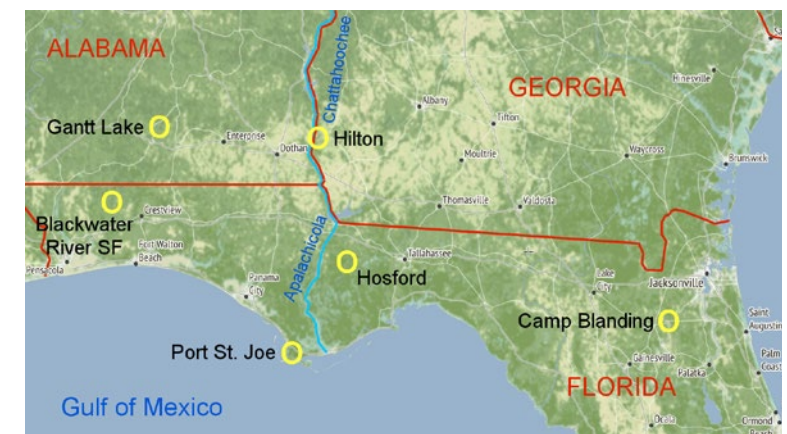 ALABAMA
Chattahoochee
GEORGIA
Hinesville
Albany
Gantt Lake
Enterprise
Dothan
Hilton
Tifton
Moultrie
Waycross
Brunswick
Thomasville
Valdosta
Blackwater
River SF
Crestview
Fort Walton
Beach
Pensacola
Apalachicola
Tallahassee
Hosford
Panama
City
Lake
City
Jacksonville
Camp Blanding
Saint
Augustin
Port St. Joe
Gainesville
Palatka
Palm
Coast
FLORIDA
Gulf of Mexico
Ocala
Ormond